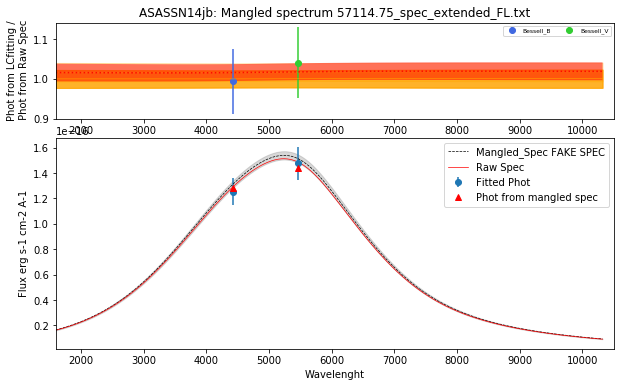 ASASSN14jb: Mangled spectrum 57114.75_spec_extended_FL.txt
Phot from LCfitting /
Phot from Raw Spec
1.1
1.0
0.9
Bessell_B
Bessell_V
2000 3000 4000 5000 6000 7000 8000 9000 10000
1e−16
Flux erg s-1 cm-2 A-1
1.6
1.4
1.2
1.0
0.8
0.6
0.4
0.2
Mangled_Spec FAKE SPEC
Raw Spec
Fitted Phot
Phot from mangled spec
2000 3000 4000 5000 6000 7000 8000 9000 10000
Wavelenght